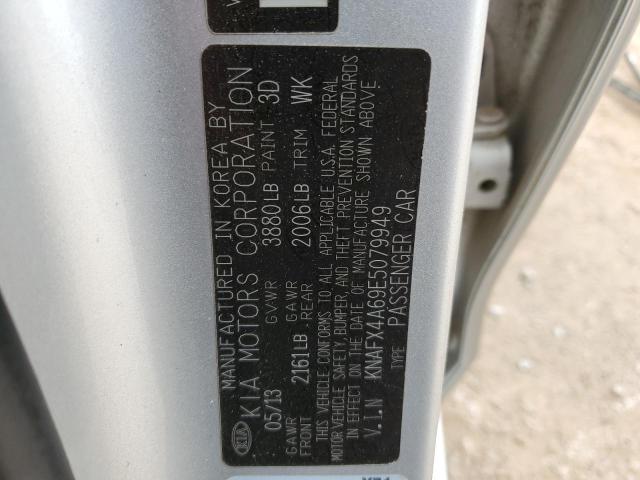 MANUFACTURED IN KOREA BY
KIA KIA MOTORS CORPORATION
05/13 GVWR 3880LB PAINT 3D
GAWR FRONT 2161LB GAWR REAR 2006LB TRIM WK
THIS VEHICLE CONFORMS TO ALL APPLICABLE U.S.A. FEDERAL
MOTOR VEHICLE SAFETY, BUMPER, AND THEFT PREVENTION STANDARDS
IN EFFECT ON THE DATE OF MANUFACTURE SHOWN ABOVE
V.I.N KNAFX4A69E5079949
TYPE PASSENGER CAR